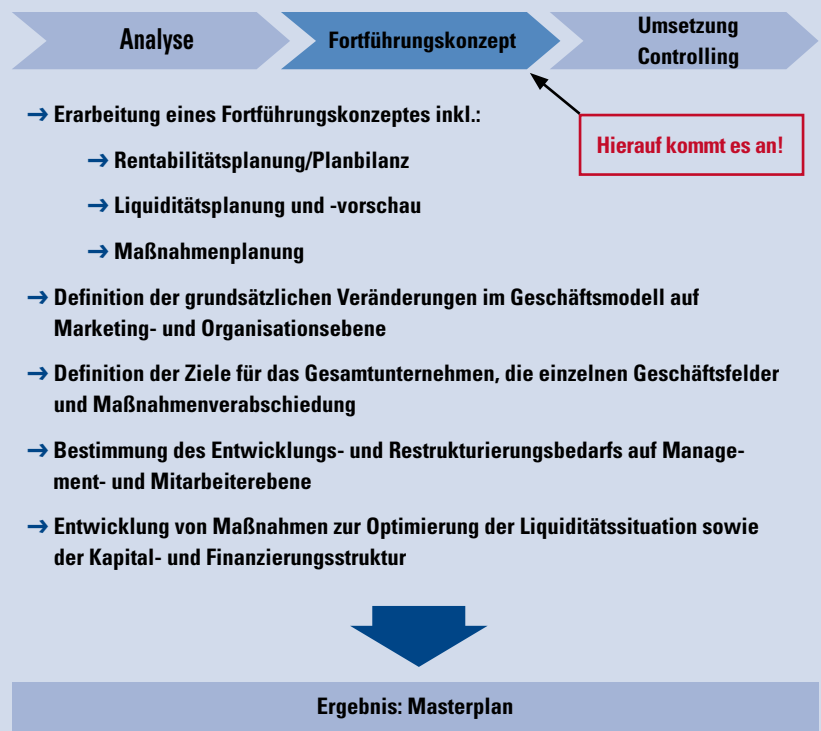 Analyse
Fortführungskonzept
Umsetzung
Controlling
→ Erarbeitung eines Fortführungskonzeptes inkl.:
Hierauf kommt es an!
→ Rentabilitätsplanung/Planbilanz
→ Liquiditätsplanung und -vorschau
→ Maßnahmenplanung
→ Definition der grundsätzlichen Veränderungen im Geschäftsmodell auf
Marketing- und Organisationsebene
→ Definition der Ziele für das Gesamtunternehmen, die einzelnen Geschäftsfelder
und Maßnahmenverabschiedung
→ Bestimmung des Entwicklungs- und Restrukturierungsbedarfs auf Manage-
ment- und Mitarbeiterebene
→ Entwicklung von Maßnahmen zur Optimierung der Liquiditätssituation sowie
der Kapital- und Finanzierungsstruktur
Ergebnis: Masterplan